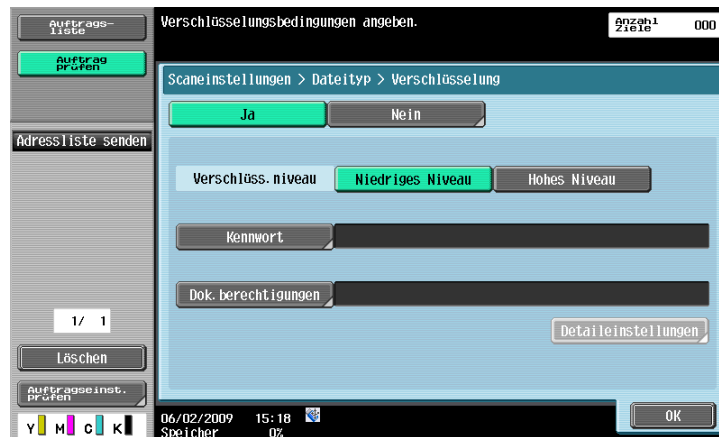 Auftrags-
liste
Auftrag
prüfen
Adressliste senden
1/ 1
Löschen
Auftragseinst.
prüfen
Y M C K
Verschlüsselungsbedingungen angeben.
Anzahl
Ziele 000
Scaneinstellungen > Dateityp > Verschlüsselung
Ja Nein
Verschlüss.niveau Niedriges Niveau Hohes Niveau
Kennwort
Dok.berechtigungen
Detaileinstellungen
06/02/2009 15:18
Speicher 0%
OK